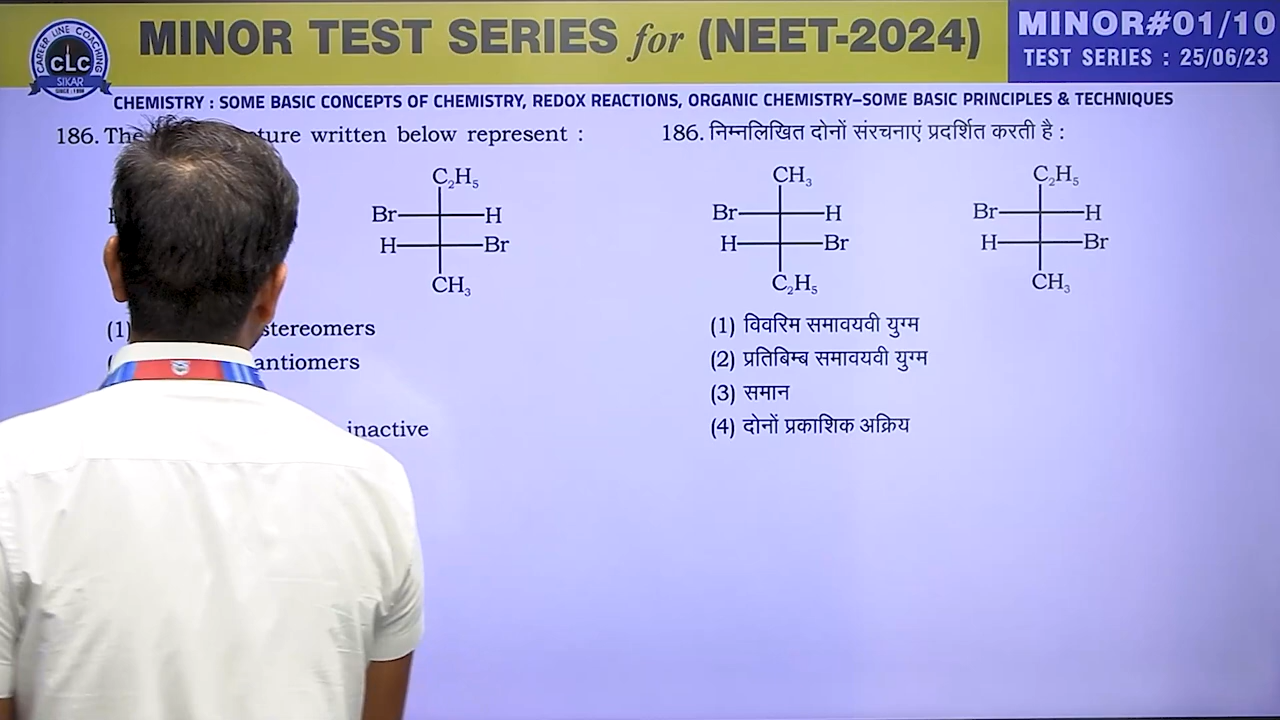 CAREER LINE COACHING
CLC
SIKAR
SINCE : 1996
MINOR TEST SERIES for (NEET-2024)
MINOR#01/10
TEST SERIES : 25/06/23
CHEMISTRY : SOME BASIC CONCEPTS OF CHEMISTRY, REDOX REACTIONS, ORGANIC CHEMISTRY–SOME BASIC PRINCIPLES & TECHNIQUES
186. The written below represent :
C₂H₅
Br H
H Br
CH₃
(1)
inactive
186. निम्नलिखित दोनों संरचनाएं प्रदर्शित करती है :
CH₃ C₂H₅
Br H Br H
H Br H Br
C₂H₅ CH₃
(1) विवरिम समावयवी युग्म
(2) प्रतिबिम्ब समावयवी युग्म
(3) समान
(4) दोनों प्रकाशिक अक्रिय